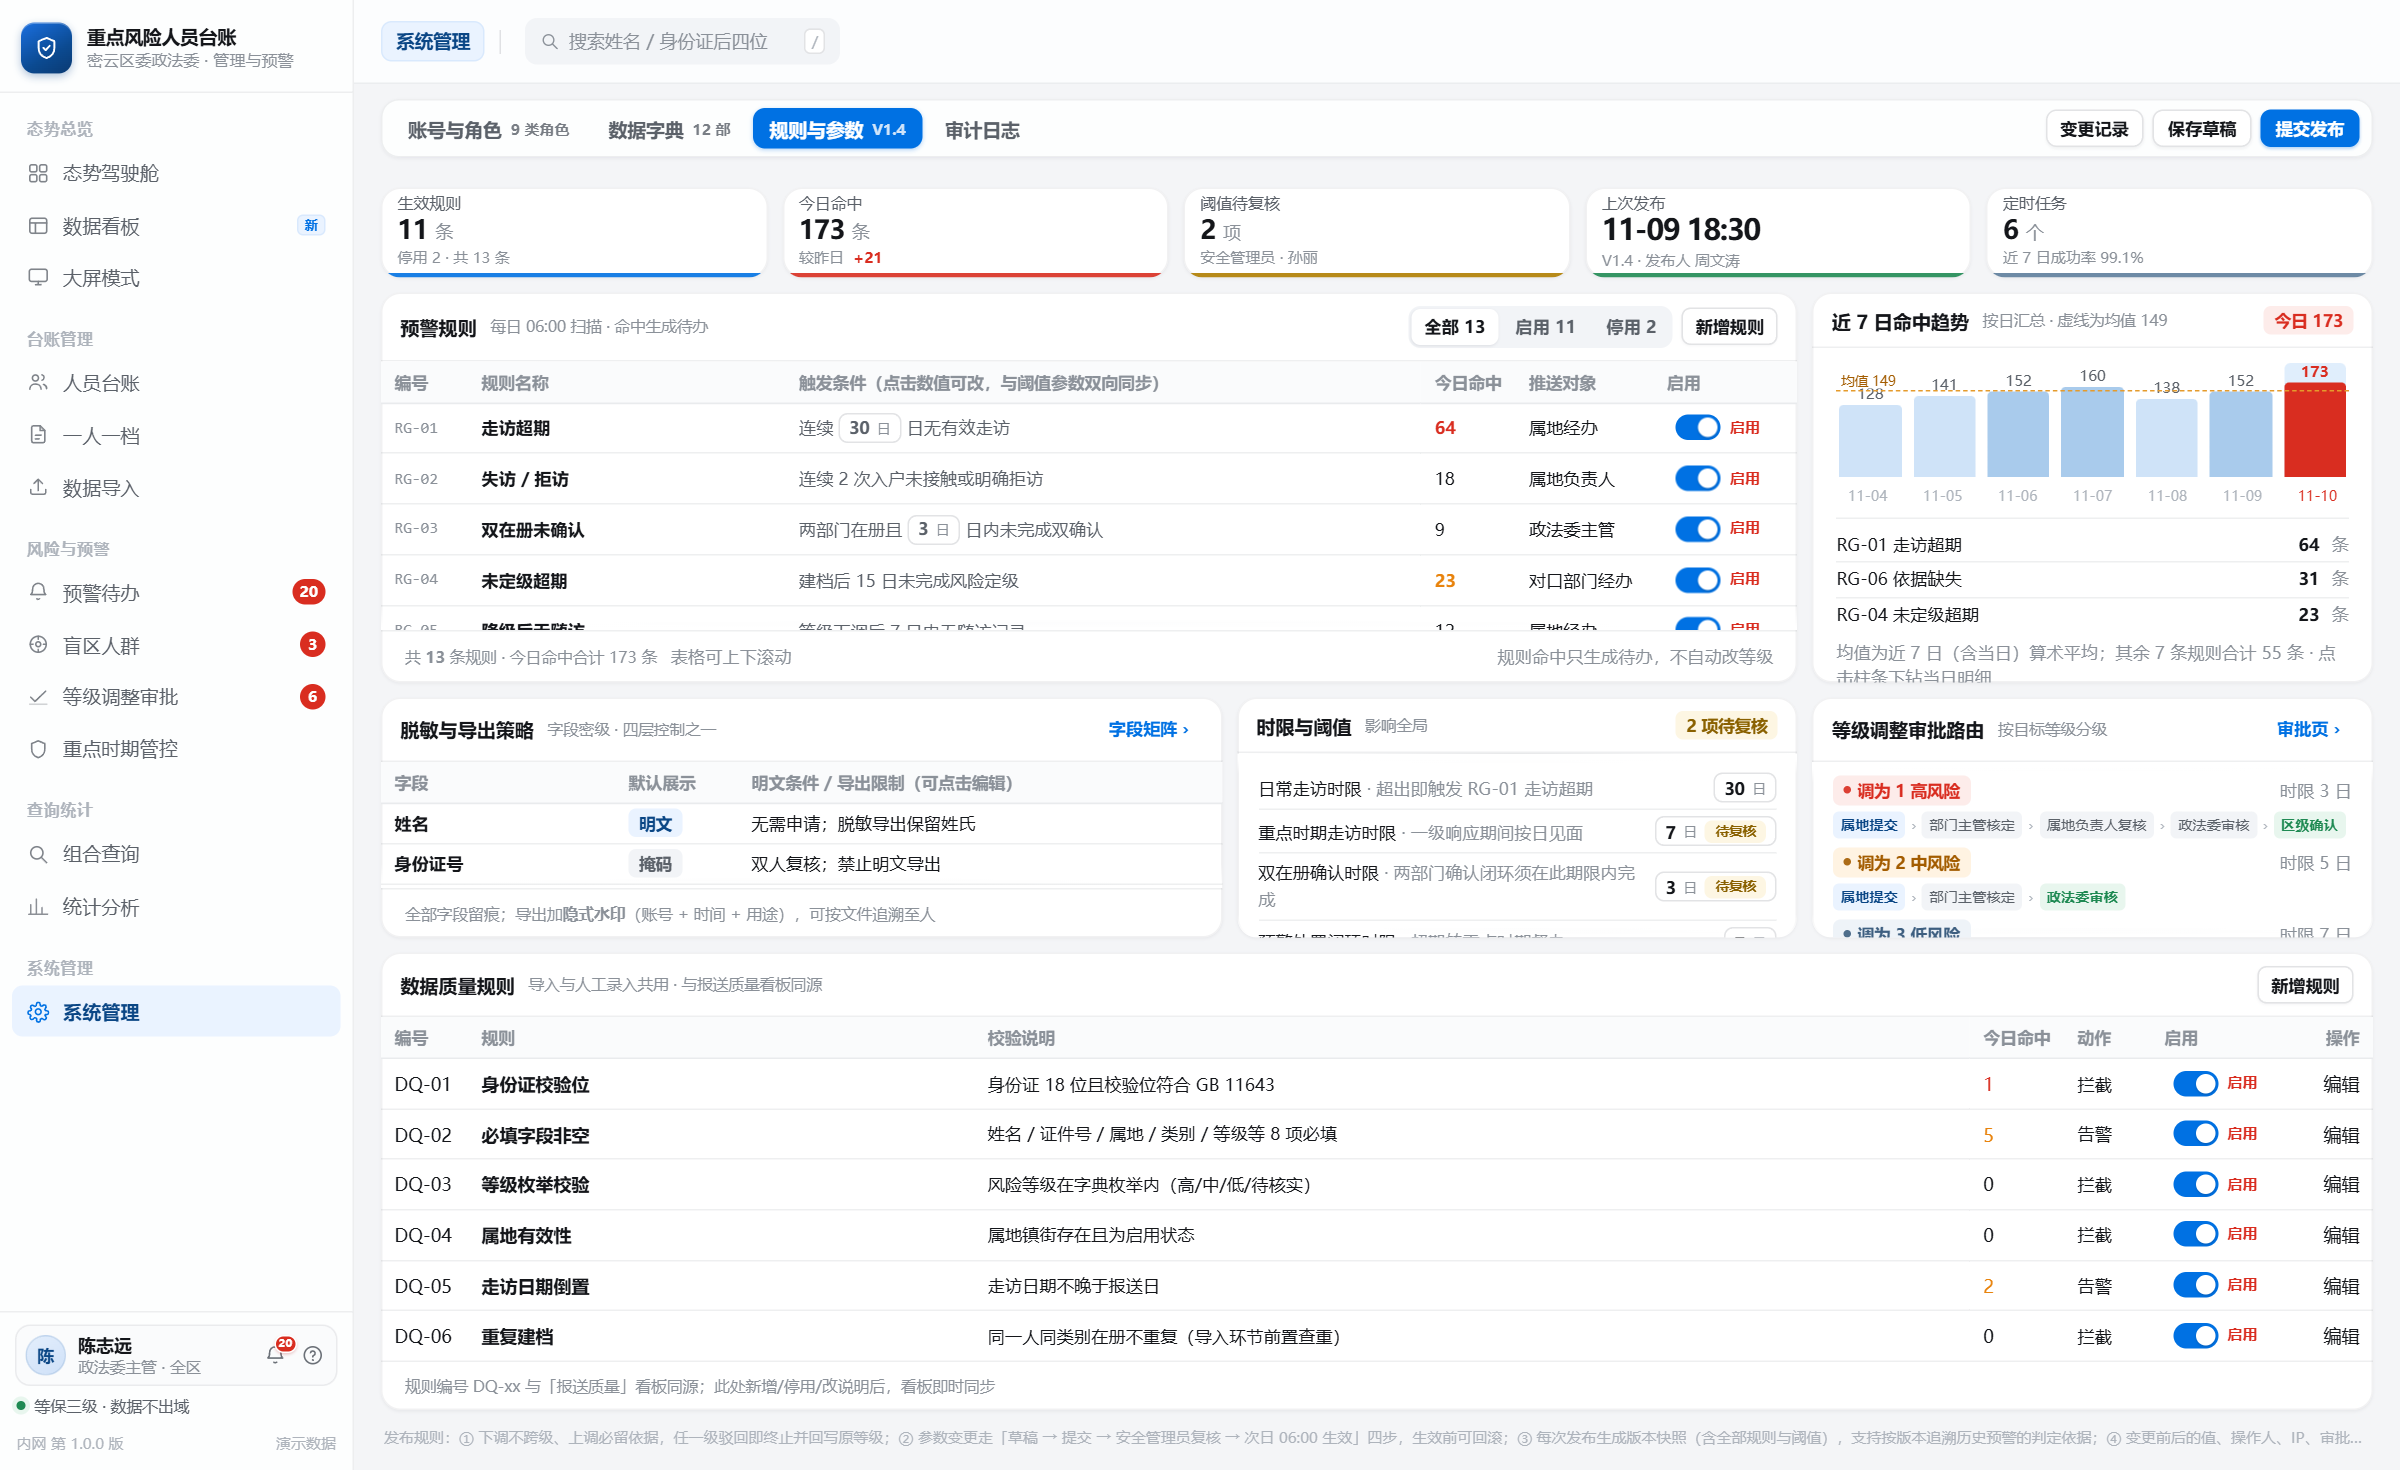 重点风险人员台账
密云区委政法委 · 管理与预警
态势总览
态势驾驶舱
数据看板 新
大屏模式
台账管理
人员台账
一人一档
数据导入
风险与预警
预警待办 20
盲区人群 3
等级调整审批 6
重点时期管控
查询统计
组合查询
统计分析
系统管理
系统管理
陈 陈志远 20
政法委主管 · 全区
等保三级 · 数据不出域
内网 第 1.0.0 版 演示数据
系统管理 搜索姓名 / 身份证后四位 /
账号与角色 9 类角色 数据字典 12 部 规则与参数 V1.4 审计日志 变更记录 保存草稿 提交发布
生效规则
11 条
停用 2 · 共 13 条
今日命中
173 条
较昨日 +21
阈值待复核
2 项
安全管理员 · 孙丽
上次发布
11-09 18:30
V1.4 · 发布人 周文涛
定时任务
6 个
近 7 日成功率 99.1%
预警规则 每日 06:00 扫描 · 命中生成待办 全部 13 启用 11 停用 2 新增规则
编号 规则名称 触发条件（点击数值可改，与阈值参数双向同步） 今日命中 推送对象 启用
RG-01 走访超期 连续 30 日 日无有效走访 64 属地经办 启用
RG-02 失访 / 拒访 连续 2 次入户未接触或明确拒访 18 属地负责人 启用
RG-03 双在册未确认 两部门在册且 3 日 日内未完成双确认 9 政法委主管 启用
RG-04 未定级超期 建档后 15 日未完成风险定级 23 对口部门经办 启用
RG-05 降级后无随访 等级下调后 7 日内无随访记录 12 属地经办 启用
共 13 条规则 · 今日命中合计 173 条 表格可上下滚动 规则命中只生成待办，不自动改等级
近 7 日命中趋势 按日汇总 · 虚线为均值 149 今日 173
均值 149
128 141 152 160 138 152 173
11-04 11-05 11-06 11-07 11-08 11-09 11-10
RG-01 走访超期 64 条
RG-06 依据缺失 31 条
RG-04 未定级超期 23 条
均值为近 7 日（含当日）算术平均；其余 7 条规则合计 55 条 · 点
击柱条下钻当日明细
脱敏与导出策略 字段密级 · 四层控制之一 字段矩阵 ›
字段 默认展示 明文条件 / 导出限制（可点击编辑）
姓名 明文 无需申请；脱敏导出保留姓氏
身份证号 掩码 双人复核；禁止明文导出
全部字段留痕；导出加隐式水印（账号 + 时间 + 用途），可按文件追溯至人
时限与阈值 影响全局 2 项待复核
日常走访时限 · 超出即触发 RG-01 走访超期 30 日
重点时期走访时限 · 一级响应期间按日见面 7 日 待复核
双在册确认时限 · 两部门确认闭环须在此期限内完
成 3 日 待复核
等级调整审批路由 按目标等级分级 审批页 ›
调为 1 高风险 时限 3 日
属地提交 › 部门主管核定 › 属地负责人复核 › 政法委审核 › 区级确认
调为 2 中风险 时限 5 日
属地提交 › 部门主管核定 › 政法委审核
调为 3 低风险 时限 7 日
数据质量规则 导入与人工录入共用 · 与报送质量看板同源 新增规则
编号 规则 校验说明 今日命中 动作 启用 操作
DQ-01 身份证校验位 身份证 18 位且校验位符合 GB 11643 1 拦截 启用 编辑
DQ-02 必填字段非空 姓名 / 证件号 / 属地 / 类别 / 等级等 8 项必填 5 告警 启用 编辑
DQ-03 等级枚举校验 风险等级在字典枚举内（高/中/低/待核实） 0 拦截 启用 编辑
DQ-04 属地有效性 属地镇街存在且为启用状态 0 拦截 启用 编辑
DQ-05 走访日期倒置 走访日期不晚于报送日 2 告警 启用 编辑
DQ-06 重复建档 同一人同类别在册不重复（导入环节前置查重） 0 拦截 启用 编辑
规则编号 DQ-xx 与「报送质量」看板同源；此处新增/停用/改说明后，看板即时同步
发布规则：① 下调不跨级、上调必留依据，任一级驳回即终止并回写原等级；② 参数变更走「草稿 → 提交 → 安全管理员复核 → 次日 06:00 生效」四步，生效前可回滚；③ 每次发布生成版本快照（含全部规则与阈值），支持按版本追溯历史预警的判定依据；④ 变更前后的值、操作人、IP、审批...